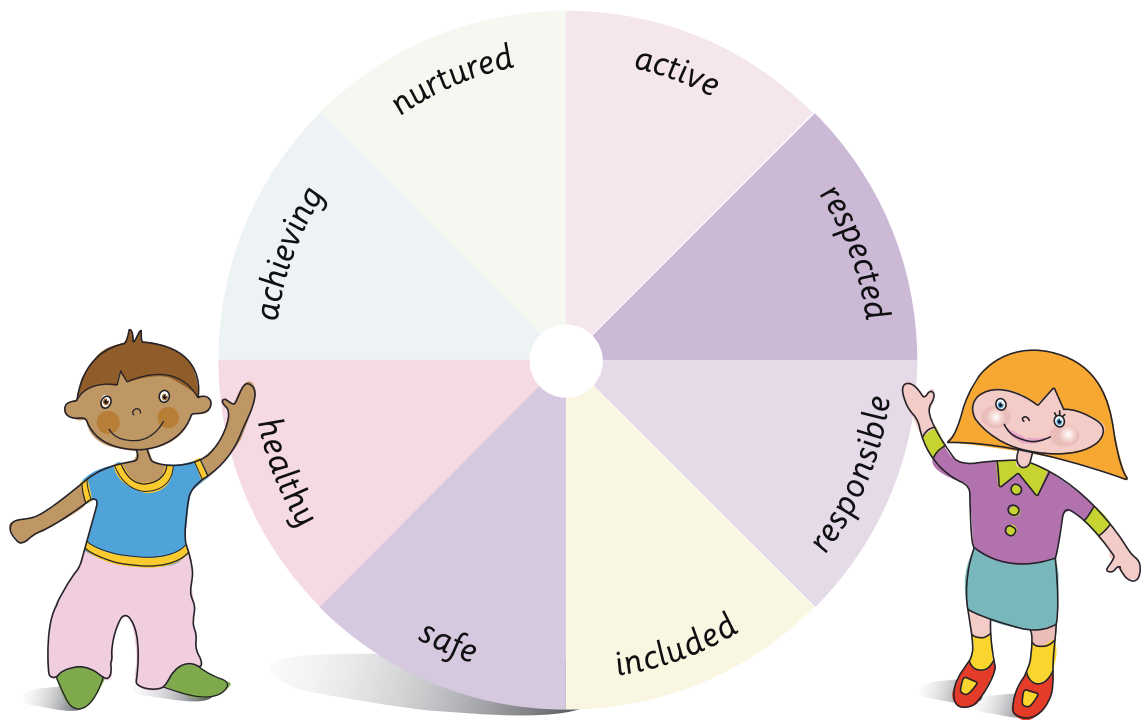 nurtured
active
respected
responsible
included
safe
healthy
achieving